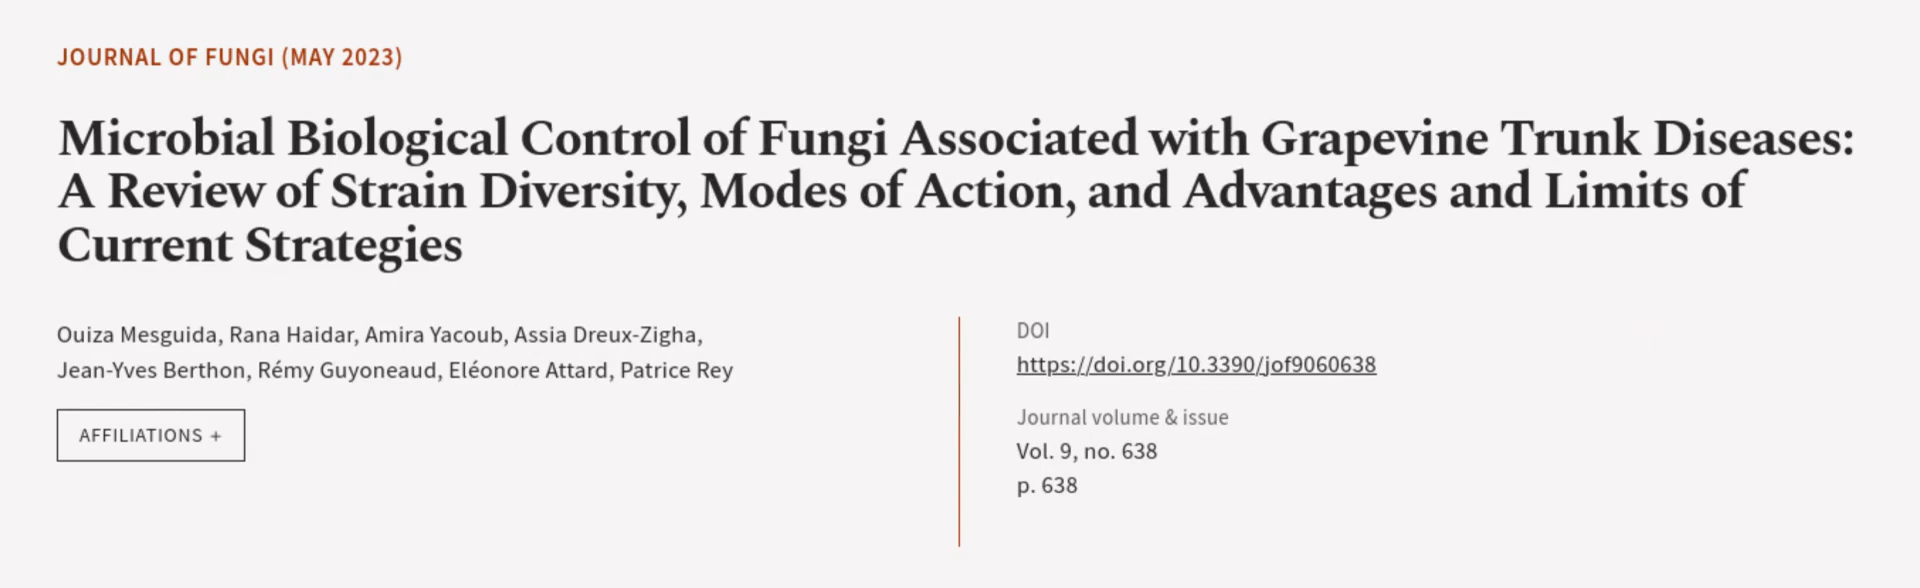 JOURNAL OF FUNGI (MAY 2023)
Microbial Biological Control of Fungi Associated with Grapevine Trunk Diseases:
A Review of Strain Diversity, Modes of Action, and Advantages and Limits of
Current Strategies
Ouiza Mesguida, Rana Haidar, Amira Yacoub, Assia Dreux-Zigha,
Jean-Yves Berthon, Rémy Guyoneaud, Eléonore Attard, Patrice Rey
AFFILIATIONS +
DOI
https://doi.org/10.3390/jof9060638
Journal volume & issue
Vol. 9, no. 638
p. 638